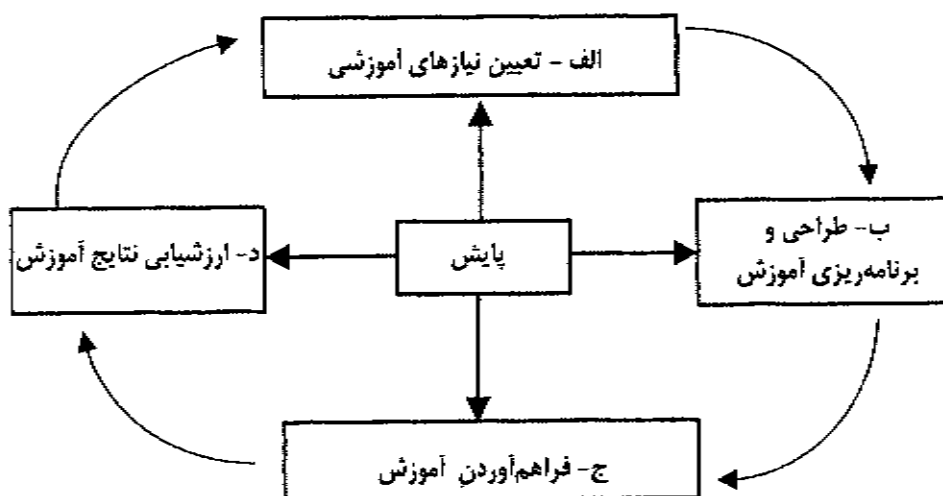 الف - تعیین نیازهای آموزشی
ب- طراحی و
برنامه‌ریزی آموزش
پایش
د- ارزشیابی نتایج آموزش
ج- فراهم‌آوردنِ آموزش